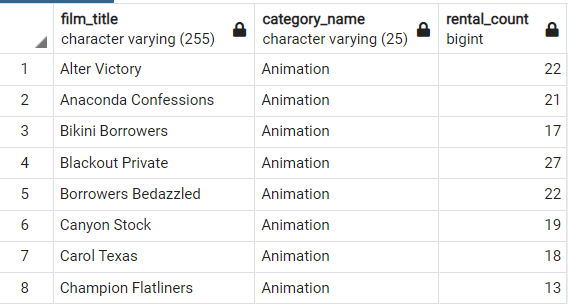 film_title category_name rental_count
character varying (255) character varying (25) bigint
1 Alter Victory Animation 22
2 Anaconda Confessions Animation 21
3 Bikini Borrowers Animation 17
4 Blackout Private Animation 27
5 Borrowers Bedazzled Animation 22
6 Canyon Stock Animation 19
7 Carol Texas Animation 18
8 Champion Flatliners Animation 13